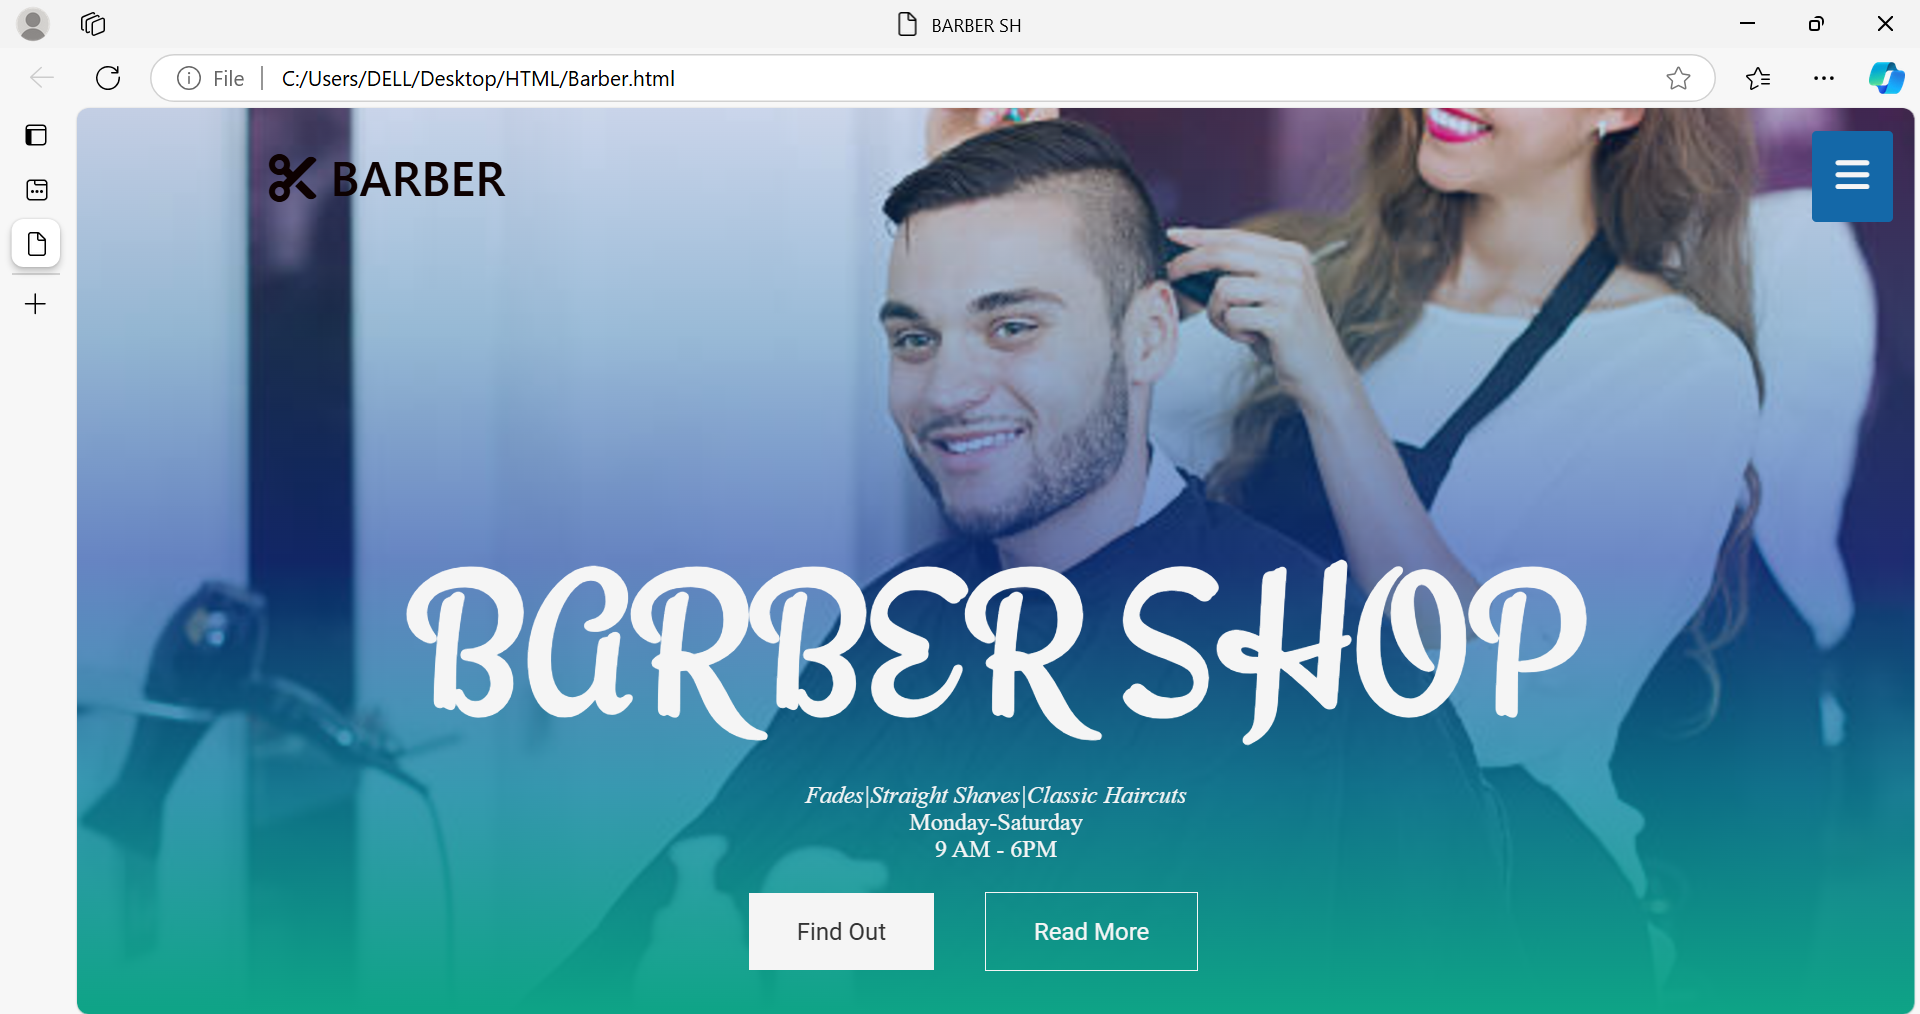 BARBER SH
File
C:/Users/DELL/Desktop/HTML/Barber.html
BARBER
BARBER SHOP
Fades|Straight Shaves|Classic Haircuts
Monday-Saturday
9 AM - 6PM
Find Out
Read More